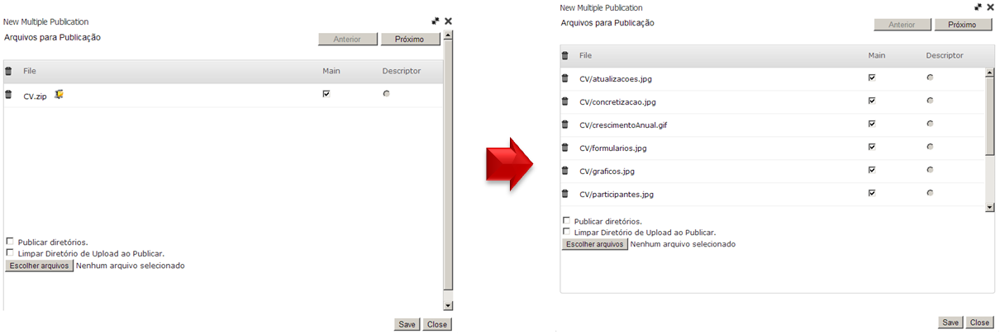 New Multiple Publication
Arquivos para Publicação
Anterior Próximo
File Main Descriptor
CV.zip
Publicar diretórios.
Limpar Diretório de Upload ao Publicar.
Escolher arquivos Nenhum arquivo selecionado
Save Close
New Multiple Publication
Arquivos para Publicação
Anterior Próximo
File Main Descriptor
CV/atualizacoes.jpg
CV/concretizacao.jpg
CV/crescimentoAnual.gif
CV/formularios.jpg
CV/graficos.jpg
CV/participantes.jpg
Publicar diretórios.
Limpar Diretório de Upload ao Publicar.
Escolher arquivos Nenhum arquivo selecionado
Save Close